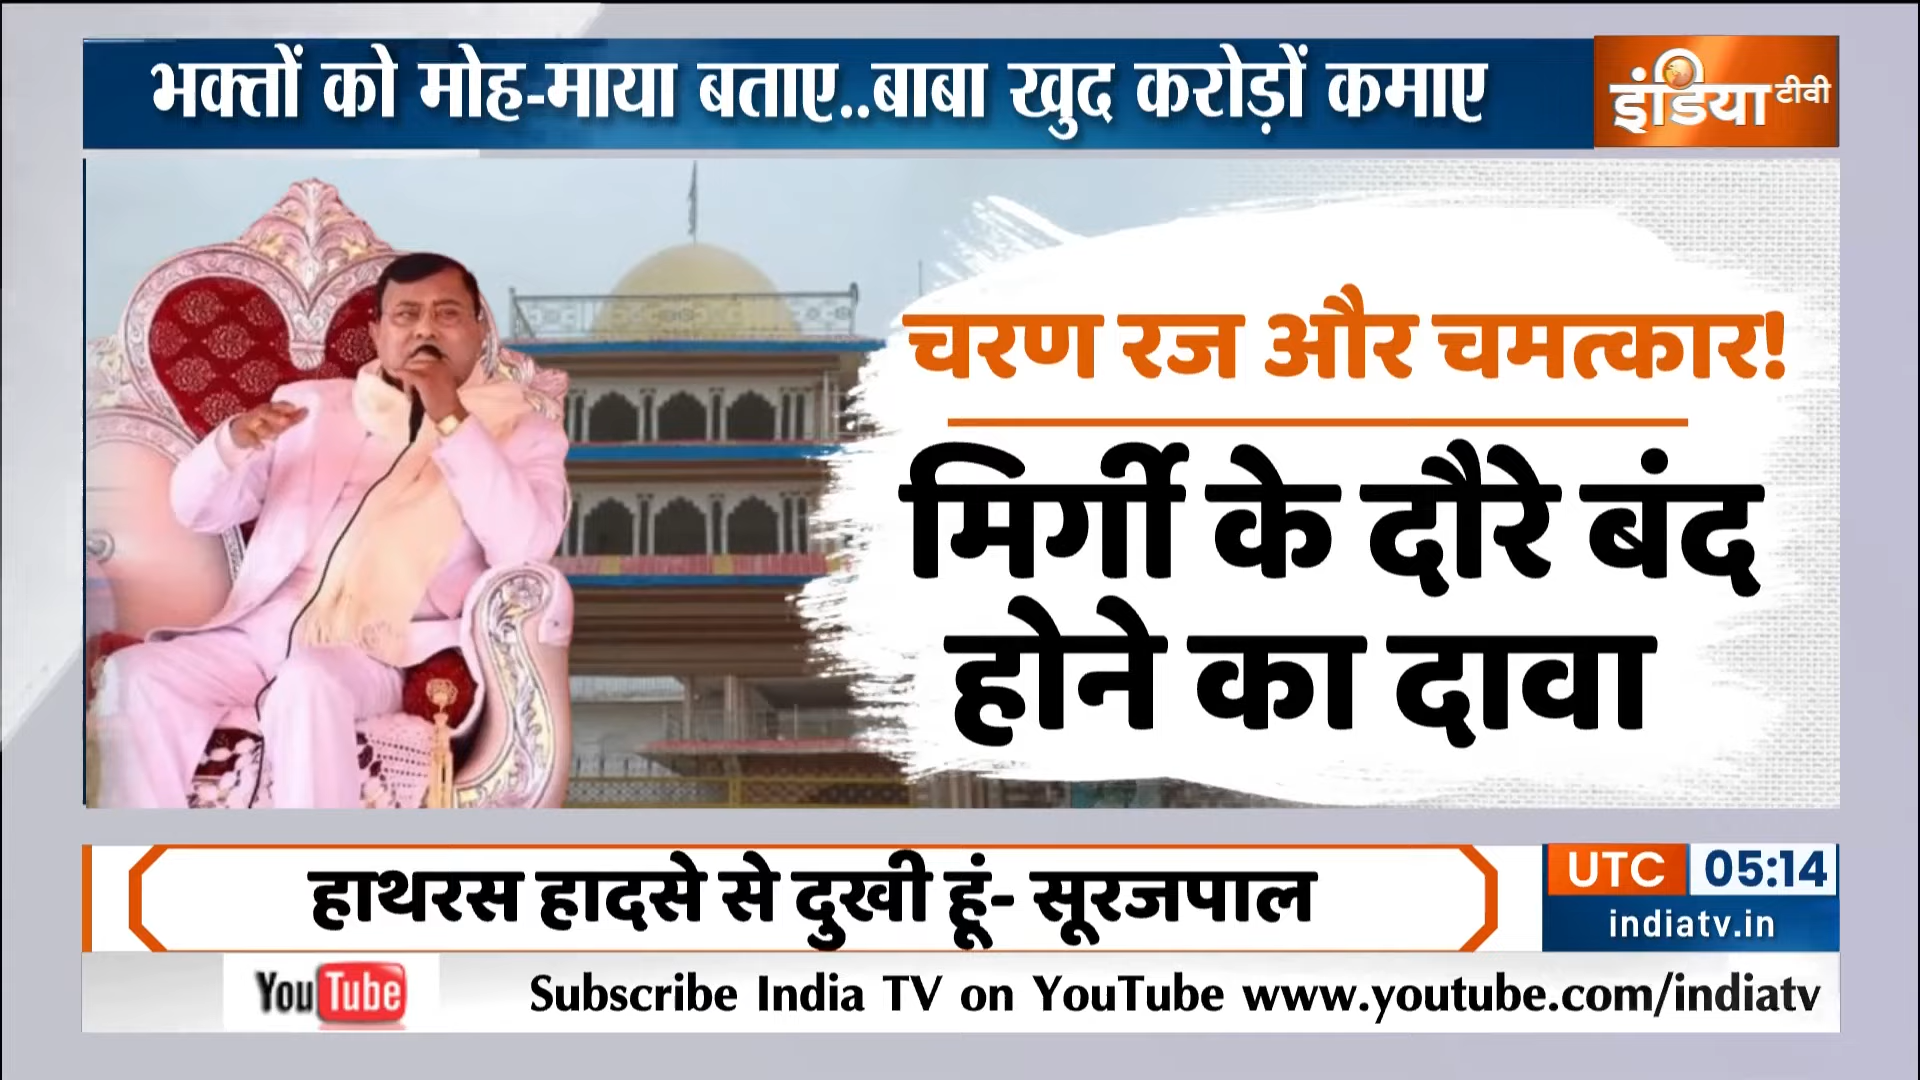 भक्तों को मोह-माया बताए..बाबा खुद करोड़ों कमाए
इंडिया टीवी
चरण रज और चमत्कार!
मिर्गी के दौरे बंद
होने का दावा
हाथरस हादसे से दुखी हूं- सूरजपाल
UTC 05:14
indiatv.in
YouTube
Subscribe India TV on YouTube www.youtube.com/indiatv